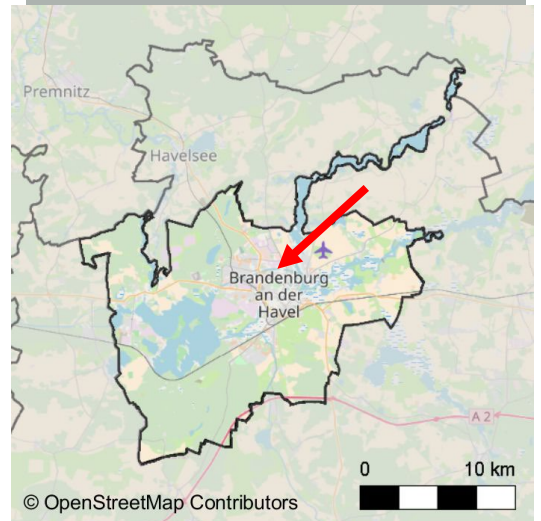 Premnitz
Havelsee
Brandenburg
an der
Havel
A 2
0 10 km
© OpenStreetMap Contributors